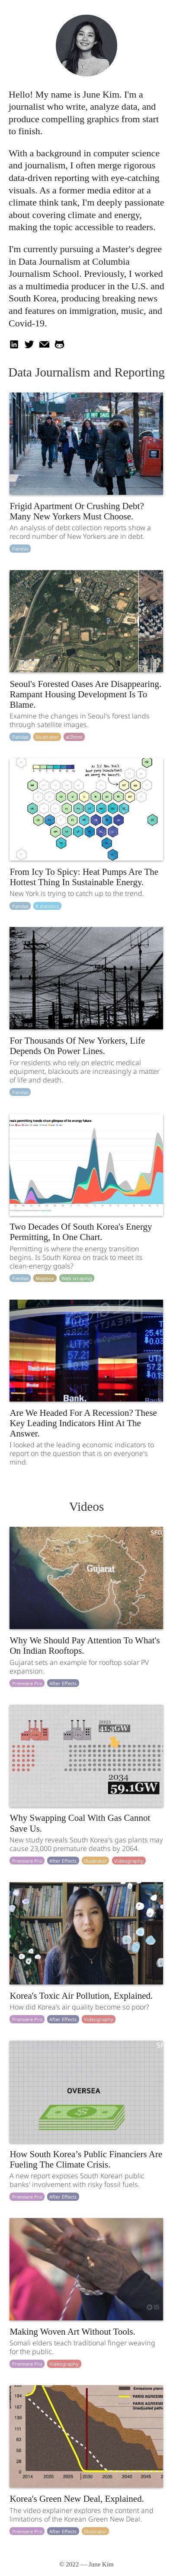 Hello! My name is June Kim. I'm a
journalist who write, analyze data, and
produce compelling graphics from start
to finish.
With a background in computer science
and journalism, I often merge rigorous
data-driven reporting with eye-catching
visuals. As a former media editor at a
climate think tank, I'm deeply passionate
about covering climate and energy,
making the topic accessible to readers.
I'm currently pursuing a Master's degree
in Data Journalism at Columbia
Journalism School. Previously, I worked
as a multimedia producer in the U.S. and
South Korea, producing breaking news
and features on immigration, music, and
Covid-19.
Data Journalism and Reporting
Frigid Apartment Or Crushing Debt?
Many New Yorkers Must Choose.
An analysis of debt collection reports show a
record number of New Yorkers are in debt.
Pandas
Seoul's Forested Oases Are Disappearing.
Rampant Housing Development Is To
Blame.
Examine the changes in Seoul's forest lands
through satellite images.
Pandas Illustrator ai2html
From Icy To Spicy: Heat Pumps Are The
Hottest Thing In Sustainable Energy.
New York is trying to catch up to the trend.
Pandas
For Thousands Of New Yorkers, Life
Depends On Power Lines.
For residents who rely on electric medical
equipment, blackouts are increasingly a matter
of life and death.
Pandas
Two Decades Of South Korea's Energy
Permitting, In One Chart.
Permitting is where the energy transition
begins. Is South Korea on track to meet its
clean-energy goals?
Pandas Mapbox Web scraping
UTX
57.21
+0.19
Bank.
Are We Headed For A Recession? These
Key Leading Indicators Hint At The
Answer.
I looked at the leading economic indicators to
report on the question that is on everyone's
mind.
Videos
Gujarat
Why We Should Pay Attention To What's
On Indian Rooftops.
Gujarat sets an example for rooftop solar PV
expansion.
Premiere Pro After Effects
2034
59.1GW
Why Swapping Coal With Gas Cannot
Save Us.
New study reveals South Korea's gas plants may
cause 23,000 premature deaths by 2064.
Premiere Pro After Effects Illustrator Videography
Korea's Toxic Air Pollution, Explained.
How did Korea's air quality become so poor?
Premiere Pro After Effects Videography
OVERSEA
How South Korea’s Public Financiers Are
Fueling The Climate Crisis.
A new report exposes South Korean public
banks' involvement with risky fossil fuels.
Premiere Pro After Effects
Making Woven Art Without Tools.
Somali elders teach traditional finger weaving
for the public.
Premiere Pro Videography
2014 2020 2025 2030 2035 2040 2045
Korea's Green New Deal, Explained.
The video explainer explores the content and
limitations of the Korean Green New Deal.
Premiere Pro After Effects Illustrator
© 2022 — June Kim